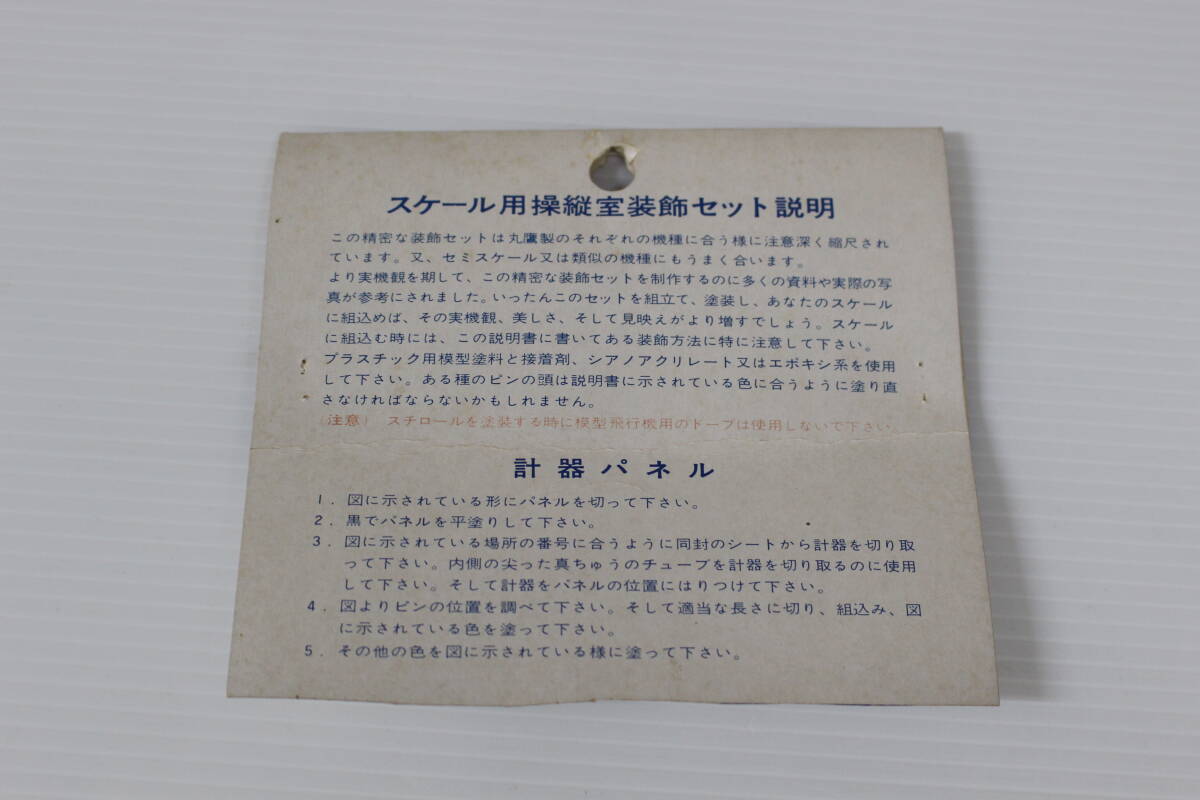 スケール用操縦室装飾セット説明
この精密な装飾セットは丸鷹製のそれぞれの機種に合う様に注意深く縮尺され
ています。又、セミスケール又は類似の機種にもうまく合います。
より実機観を期して、この精密な装飾セットを制作するのに多くの資料や実際の写
真が参考にされました。いったんこのセットを組立て、塗装し、あなたのスケール
に組込めば、その実機観、美しさ、そして見映えがより増すでしょう。スケール
に組込む時には、この説明書に書いてある装飾方法に特に注意して下さい。
プラスチック用模型塗料と接着剤、シアノアクリレート又はエポキシ系を使用
して下さい。ある種のピンの頭は説明書に示されている色に合うように塗り直
さなければならないかもしれません。
(注意) スチロールを塗装する時に模型飛行機用のドープは使用しないで下さい。
計器パネル
1. 図に示されている形にパネルを切って下さい。
2. 黒でパネルを平塗りして下さい。
3. 図に示されている場所の番号に合うように同封のシートから計器を切り取
って下さい。内側の尖った真ちゅうのチューブを計器を切り取るのに使用
して下さい。そして計器をパネルの位置にはりつけて下さい。
4. 図よりピンの位置を調べて下さい。そして適当な長さに切り、組込み、図
に示されている色を塗って下さい。
5. その他の色を図に示されている様に塗って下さい。